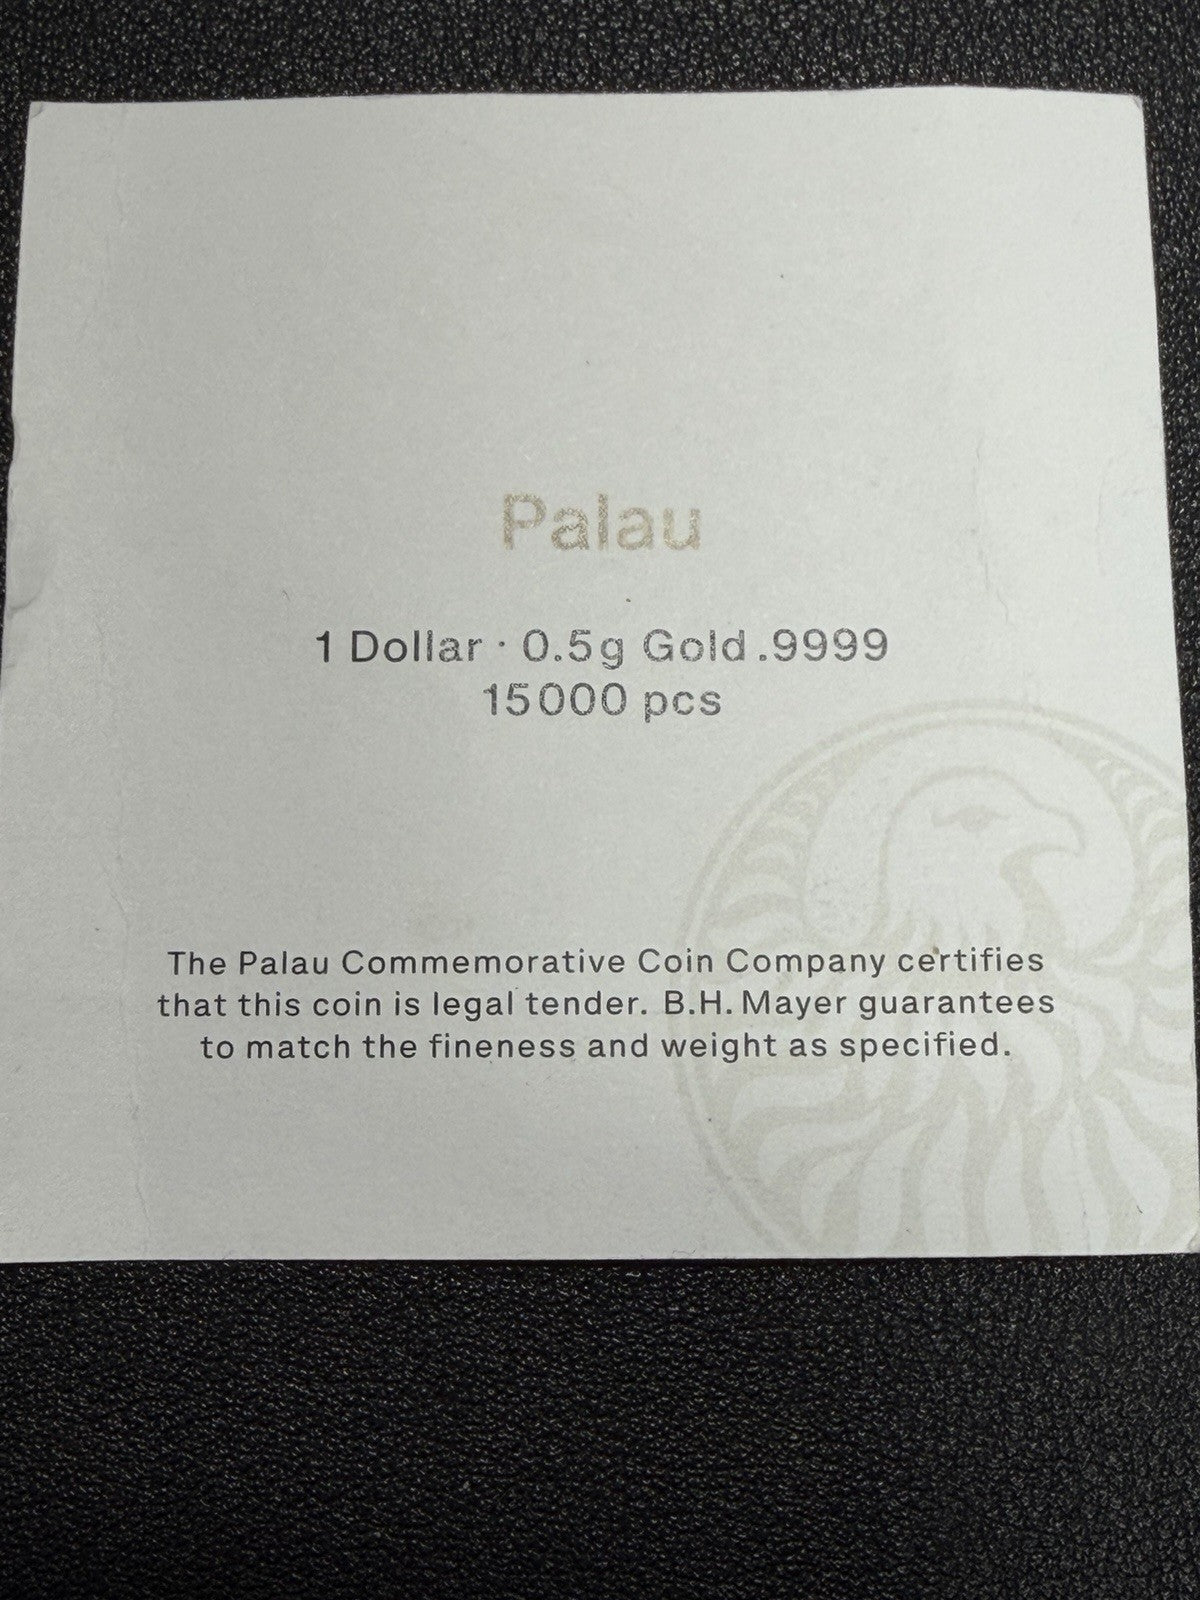 Palau
1 Dollar · 0.5g Gold .9999
15000 pcs
The Palau Commemorative Coin Company certifies
that this coin is legal tender. B.H. Mayer guarantees
to match the fineness and weight as specified.